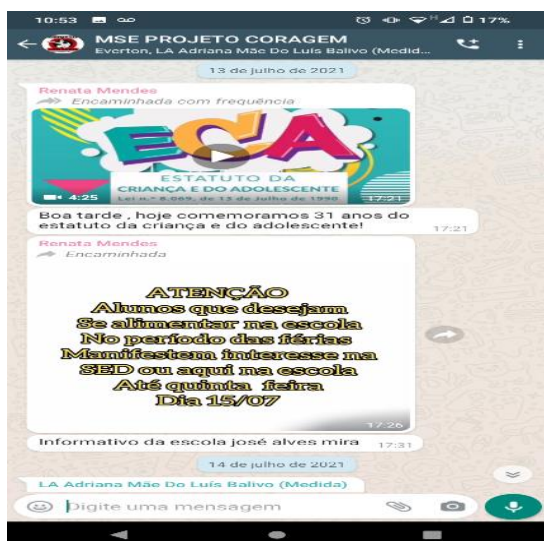 10:53 17%
MSE PROJETO CORAGEM
Everton, LA Adriana Mãe Do Luís Balivo (Medid...
13 de julho de 2021
Renata Mendes
Encaminhada com frequência
ECA
ESTATUTO DA
CRIANÇA E DO ADOLESCENTE
Lei n.º 8.069, de 13 de Julho de 1990
4:25 17:21
Boa tarde , hoje comemoramos 31 anos do
estatuto da criança e do adolescente!
17:21
Renata Mendes
Encaminhada
ATENÇÃO
Alunos que desejam
Se alimentar na escola
No período das férias
Manifestem interesse na
SED ou aqui na escola
Até quinta feira
Dia 15/07
17:26
Informativo da escola josé alves mira 17:31
14 de julho de 2021
LA Adriana Mãe Do Luís Balivo (Medida)
Digite uma mensagem